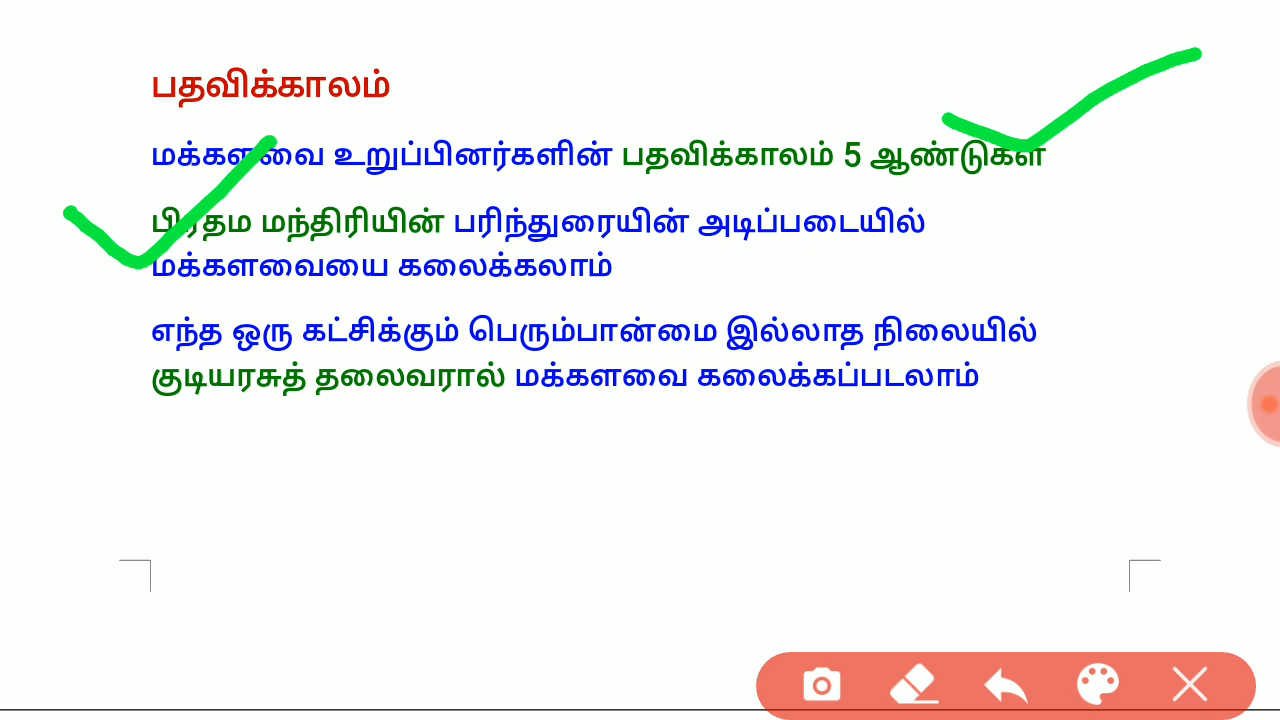 பதவிக்காலம்
மக்களவை உறுப்பினர்களின் பதவிக்காலம் 5 ஆண்டுகள்
பிரதம மந்திரியின் பரிந்துரையின் அடிப்படையில்
மக்களவையை கலைக்கலாம்
எந்த ஒரு கட்சிக்கும் பெரும்பான்மை இல்லாத நிலையில்
குடியரசுத் தலைவரால் மக்களவை கலைக்கப்படலாம்